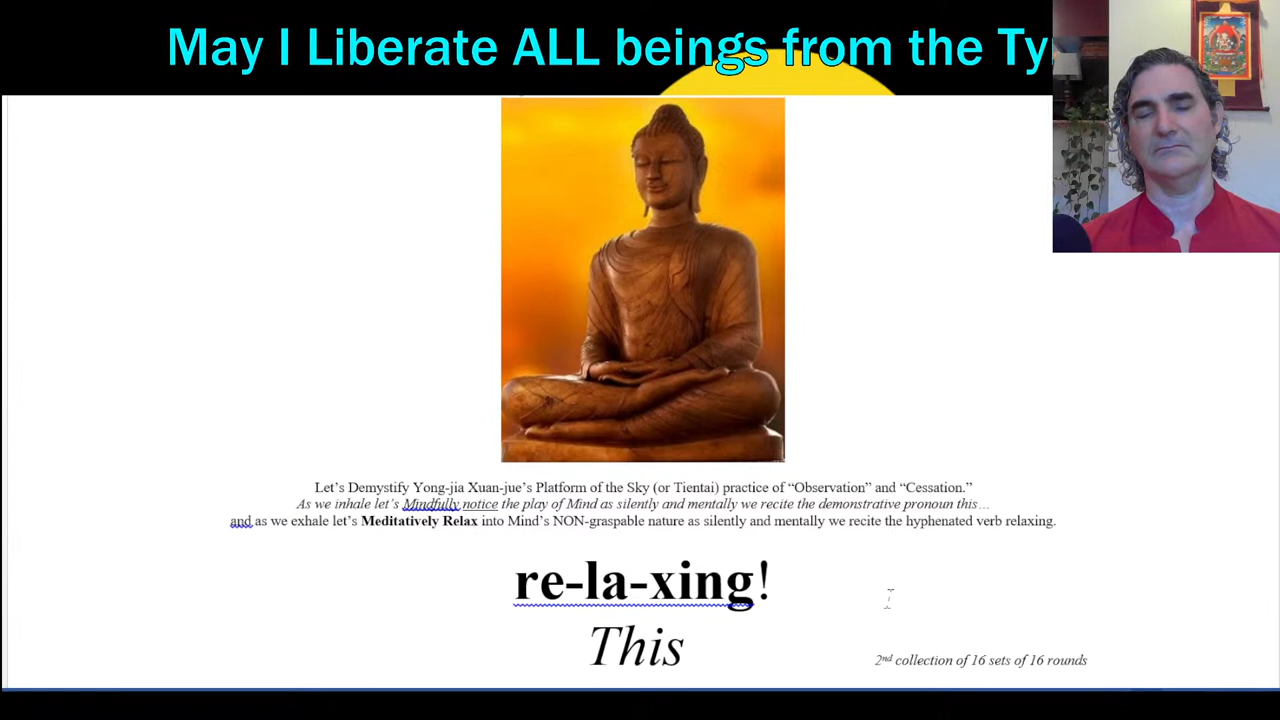 May I Liberate ALL beings from the
Let's Demystify Yong-jia Xuan-jue's Platform of the Sky (or Tientai) practice of “Observation” and “Cessation.”
As we inhale let's Mindfully notice the play of Mind as silently and mentally we recite the demonstrative pronoun this…
and as we exhale let's Meditatively Relax into Mind's NON-graspable nature as silently and mentally we recite the hyphenated verb relaxing.
re-la-xing!
This
2nd collection of 16 sets of 16 rounds